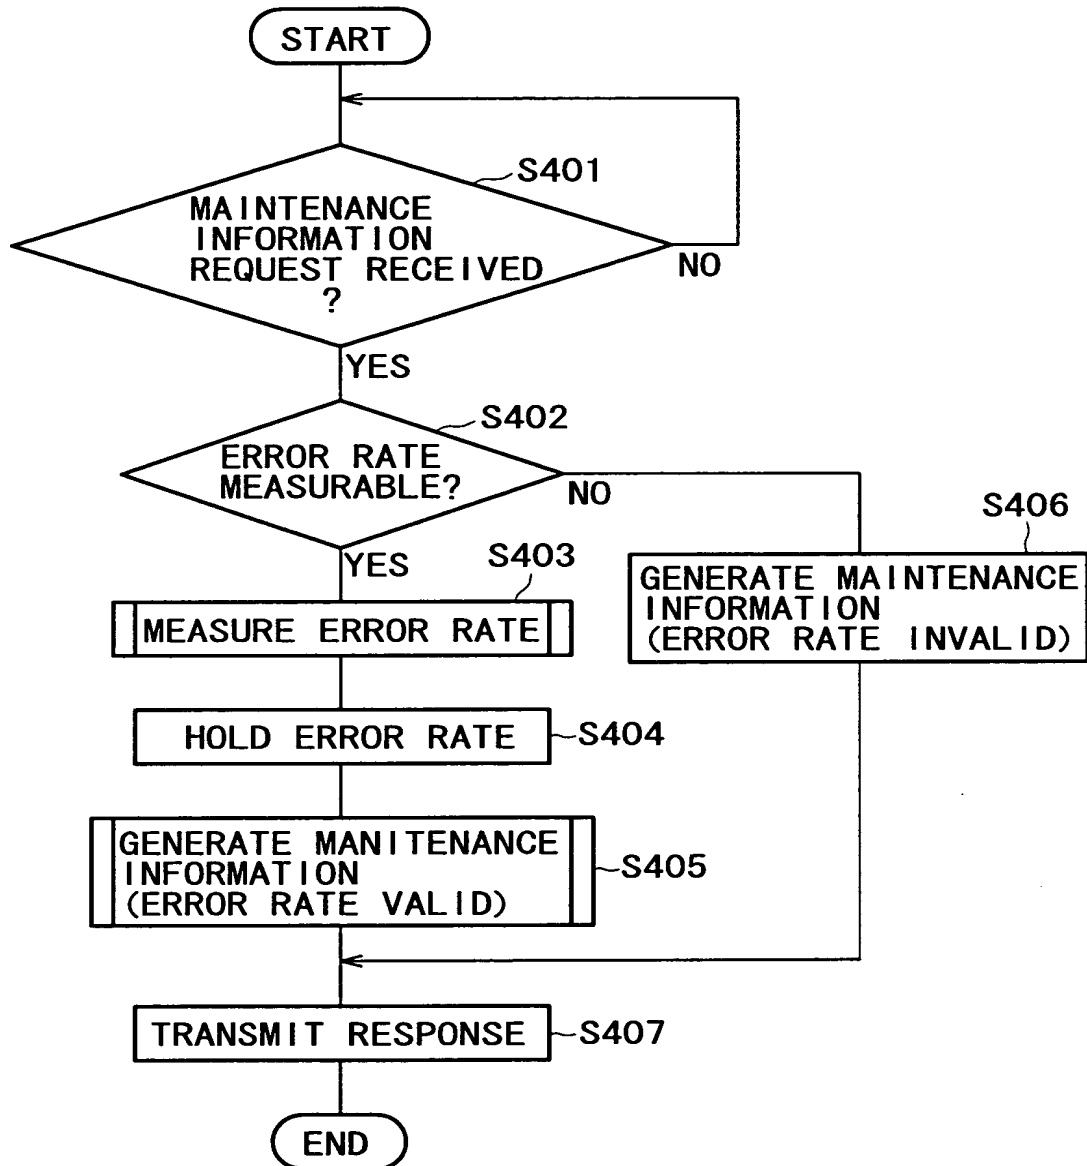 START
S401
MAINTENANCE
INFORMATION
REQUEST RECEIVED
?
NO
YES
S402
ERROR RATE
MEASURABLE?
NO
YES
S403
MEASURE ERROR RATE
S406
GENERATE MAINTENANCE
INFORMATION
(ERROR RATE INVALID)
HOLD ERROR RATE
S404
GENERATE MANITENANCE
INFORMATION
(ERROR RATE VALID)
S405
TRANSMIT RESPONSE
S407
END